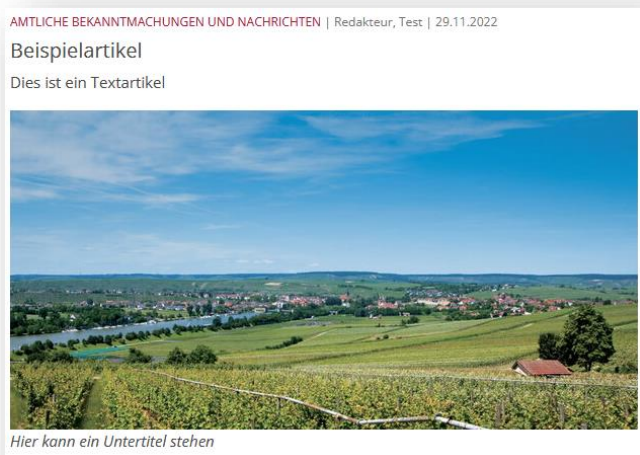 AMTLICHE BEKANNTMACHUNGEN UND NACHRICHTEN | Redakteur, Test | 29.11.2022
Beispielartikel
Dies ist ein Textartikel
Hier kann ein Untertitel stehen